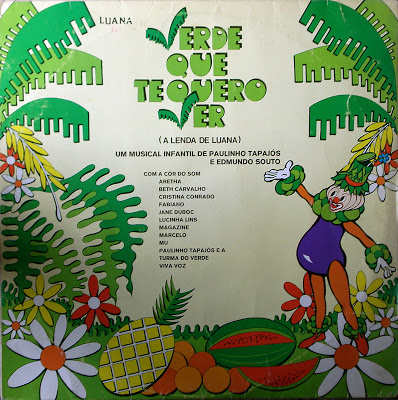 LUANA
VERDE
QUE
TE QUERO
VER
(A LENDA DE LUANA)
UM MUSICAL INFANTIL DE PAULINHO TAPAJÓS
E EDMUNDO SOUTO
COM A COR DO SOM
ARETHA
BETH CARVALHO
CRISTINA CONRADO
FABIANO
JANE DUBOC
LUCINHA LINS
MAGAZINE
MARCELO
MU
PAULINHO TAPAJÓS E A
TURMA DO VERDE
VIVA VOZ